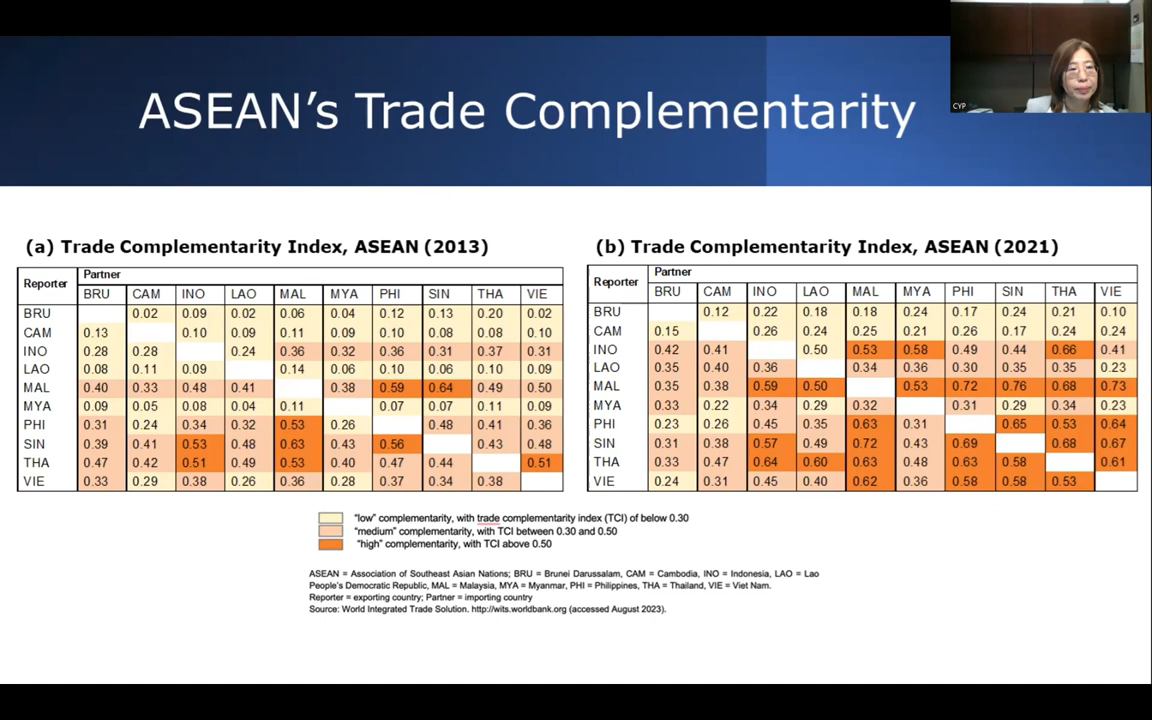 CYP
ASEAN’s Trade Complementarity
(a) Trade Complementarity Index, ASEAN (2013)
Reporter Partner
BRU CAM INO LAO MAL MYA PHI SIN THA VIE
BRU 0.02 0.09 0.02 0.06 0.04 0.12 0.13 0.20 0.02
CAM 0.13 0.10 0.09 0.11 0.09 0.10 0.08 0.08 0.10
INO 0.28 0.28 0.24 0.36 0.32 0.36 0.31 0.37 0.31
LAO 0.08 0.11 0.09 0.14 0.06 0.10 0.06 0.10 0.09
MAL 0.40 0.33 0.48 0.41 0.38 0.59 0.64 0.49 0.50
MYA 0.09 0.05 0.08 0.04 0.11 0.07 0.07 0.11 0.09
PHI 0.31 0.24 0.34 0.32 0.53 0.26 0.48 0.41 0.36
SIN 0.39 0.41 0.53 0.48 0.63 0.43 0.56 0.43 0.48
THA 0.47 0.42 0.51 0.49 0.53 0.40 0.47 0.44 0.51
VIE 0.33 0.29 0.38 0.26 0.36 0.28 0.37 0.34 0.38
(b) Trade Complementarity Index, ASEAN (2021)
Reporter Partner
BRU CAM INO LAO MAL MYA PHI SIN THA VIE
BRU 0.12 0.22 0.18 0.18 0.24 0.17 0.24 0.21 0.10
CAM 0.15 0.26 0.24 0.25 0.21 0.26 0.17 0.24 0.24
INO 0.42 0.41 0.50 0.53 0.58 0.49 0.44 0.66 0.41
LAO 0.35 0.40 0.36 0.34 0.36 0.30 0.35 0.35 0.23
MAL 0.35 0.38 0.59 0.50 0.53 0.72 0.76 0.68 0.73
MYA 0.33 0.22 0.34 0.29 0.32 0.31 0.29 0.34 0.23
PHI 0.23 0.26 0.45 0.35 0.63 0.31 0.65 0.53 0.64
SIN 0.31 0.38 0.57 0.49 0.72 0.43 0.69 0.68 0.67
THA 0.33 0.47 0.64 0.60 0.63 0.48 0.63 0.58 0.61
VIE 0.24 0.31 0.45 0.40 0.62 0.36 0.58 0.58 0.53
“low” complementarity, with trade complementarity index (TCI) of below 0.30
“medium” complementarity, with TCI between 0.30 and 0.50
“high” complementarity, with TCI above 0.50
ASEAN = Association of Southeast Asian Nations; BRU = Brunei Darussalam, CAM = Cambodia, INO = Indonesia, LAO = Lao
People’s Democratic Republic, MAL = Malaysia, MYA = Myanmar, PHI = Philippines, THA = Thailand, VIE = Viet Nam.
Reporter = exporting country; Partner = importing country
Source: World Integrated Trade Solution. http://wits.worldbank.org (accessed August 2023).